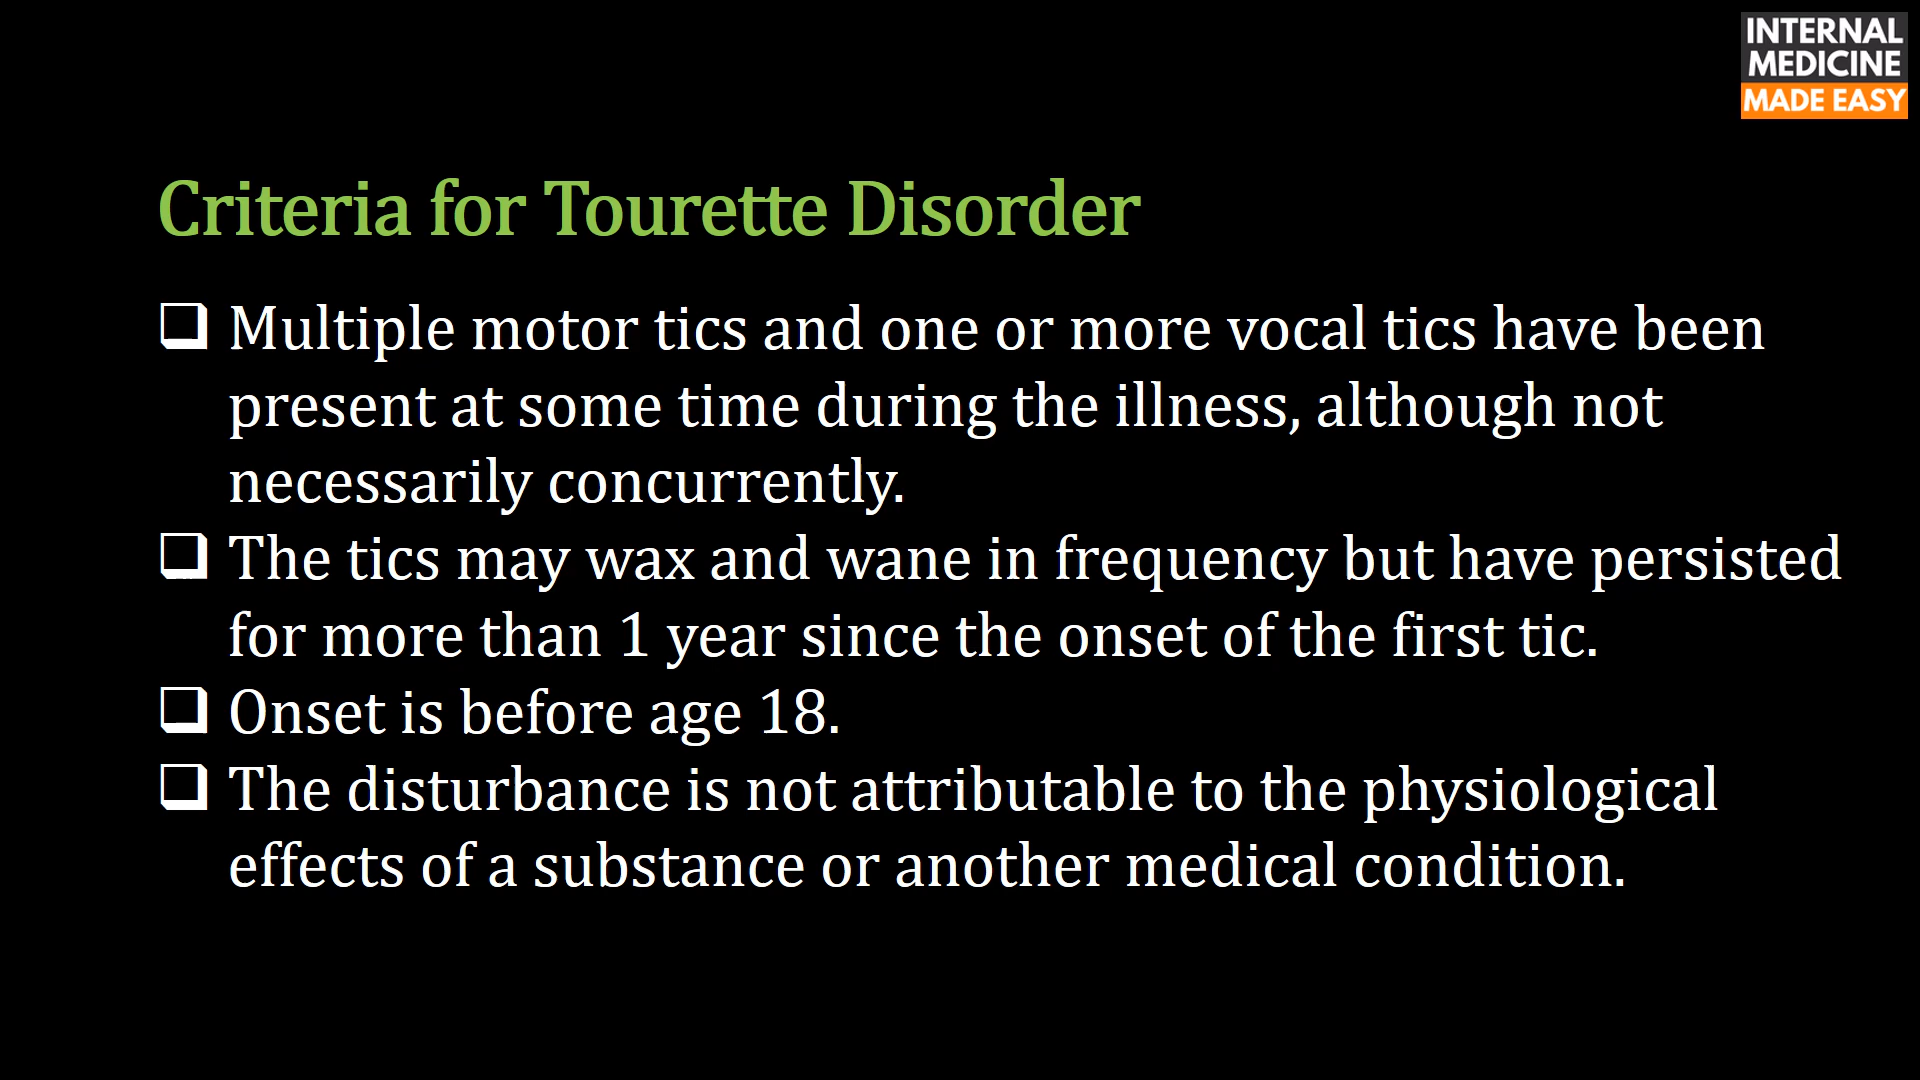 INTERNAL
MEDICINE
MADE EASY
Criteria for Tourette Disorder
❑ Multiple motor tics and one or more vocal tics have been
present at some time during the illness, although not
necessarily concurrently.
❑ The tics may wax and wane in frequency but have persisted
for more than 1 year since the onset of the first tic.
❑ Onset is before age 18.
❑ The disturbance is not attributable to the physiological
effects of a substance or another medical condition.